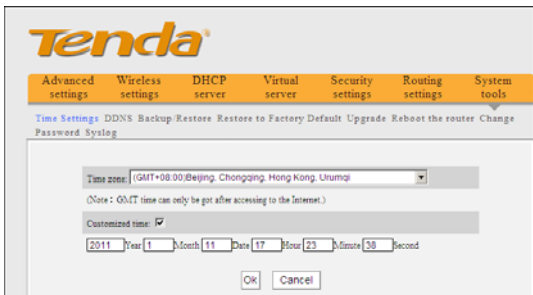 Tenda
Advanced settings Wireless settings DHCP server Virtual server Security settings Routing settings System tools
Time Settings DDNS Backup/Restore Restore to Factory Default Upgrade Reboot the router Change
Password Syslog
Time zone: (GMT+08:00)Beijing, Chongqing, Hong Kong, Urumqi
(Note: GMT time can only be got after accessing to the Internet.)
Customized time:
2011 Year 1 Month 11 Date 17 Hour 23 Minute 38 Second
Ok Cancel